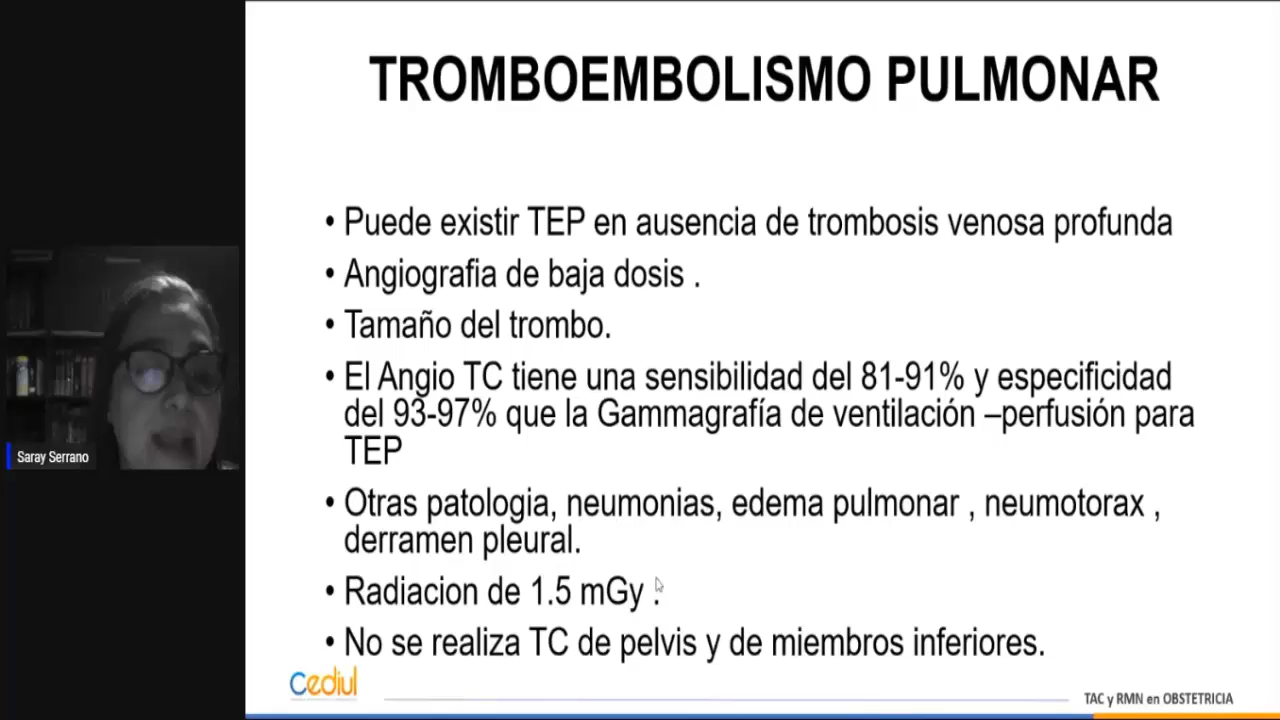 TROMBOEMBOLISMO PULMONAR
• Puede existir TEP en ausencia de trombosis venosa profunda
• Angiografia de baja dosis .
• Tamaño del trombo.
• El Angio TC tiene una sensibilidad del 81-91% y especificidad
del 93-97% que la Gammagrafía de ventilación –perfusión para
TEP
• Otras patologia, neumonias, edema pulmonar , neumotorax ,
derramen pleural.
• Radiacion de 1.5 mGy .
• No se realiza TC de pelvis y de miembros inferiores.
Saray Serrano
Cediul
TAC y RMN en OBSTETRICIA